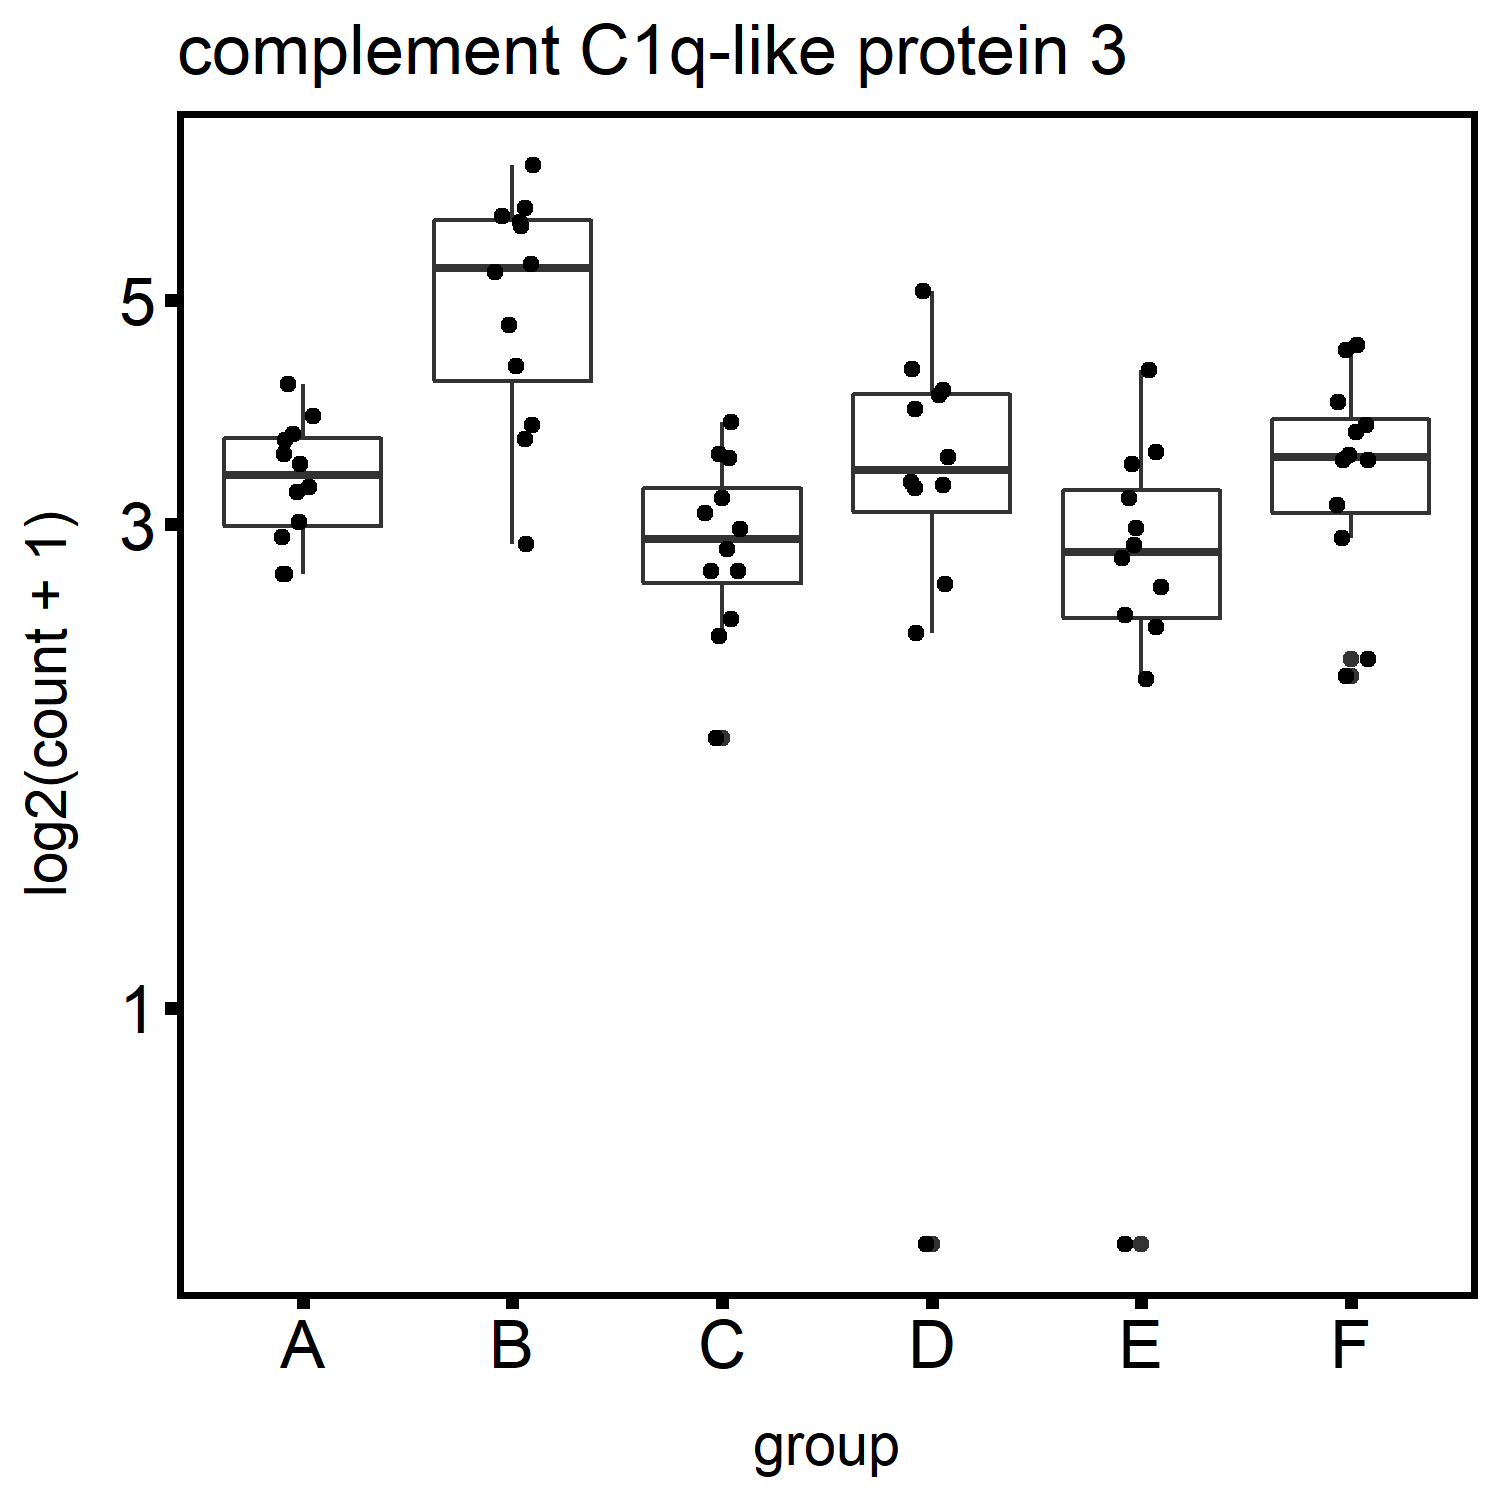 complement C1q-like protein 3
log2(count + 1)
5
3
1
A B C D E F
group